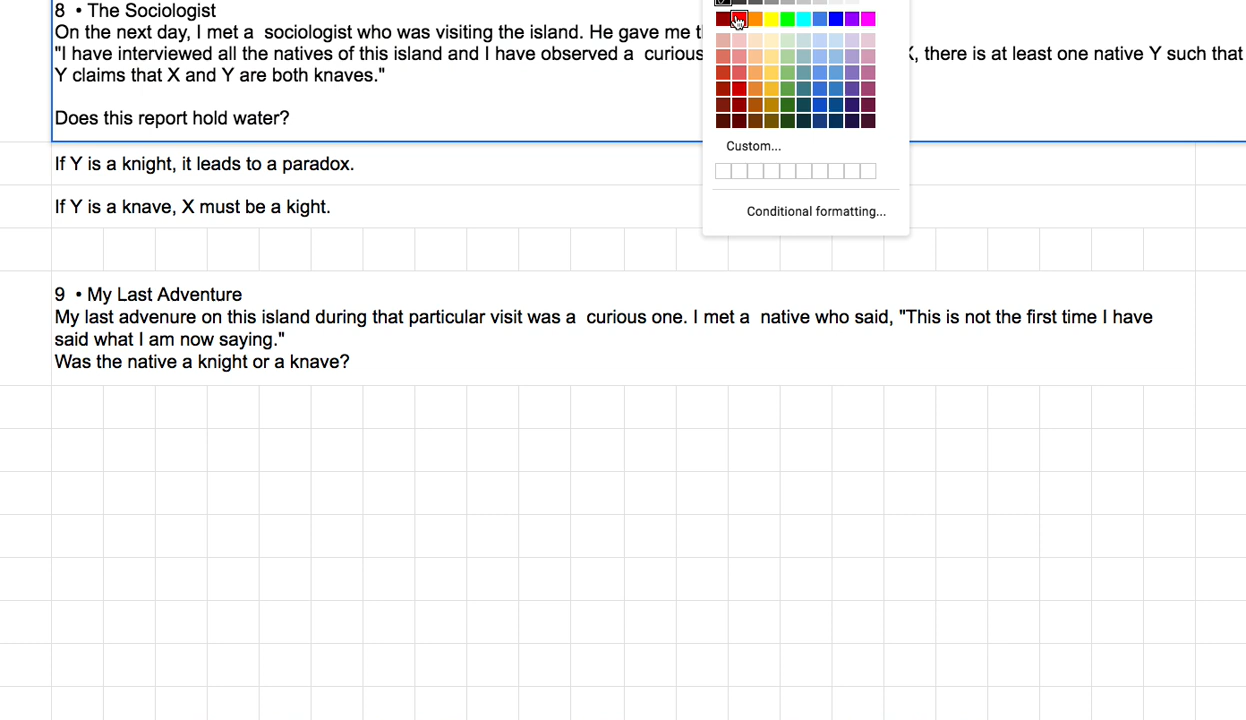 8 • The Sociologist
On the next day, I met a sociologist who was visiting the island. He gave me
"I have interviewed all the natives of this island and I have observed a curious , there is at least one native Y such that
Y claims that X and Y are both knaves."
Does this report hold water?
Custom...
If Y is a knight, it leads to a paradox.
If Y is a knave, X must be a kight.
Conditional formatting...
9 • My Last Adventure
My last advenure on this island during that particular visit was a curious one. I met a native who said, "This is not the first time I have
said what I am now saying."
Was the native a knight or a knave?